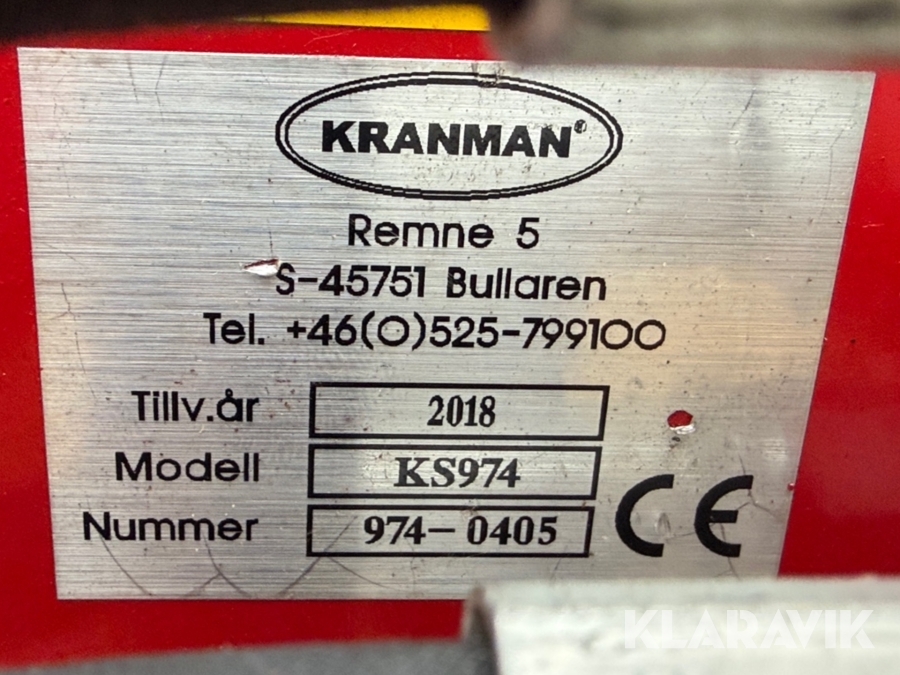 KRANMAN®
Remne 5
S-45751 Bullaren
Tel. +46(0)525-799100
Tillv.år 2018
Modell KS974
Nummer 974-0405
CE
KLARAVIK